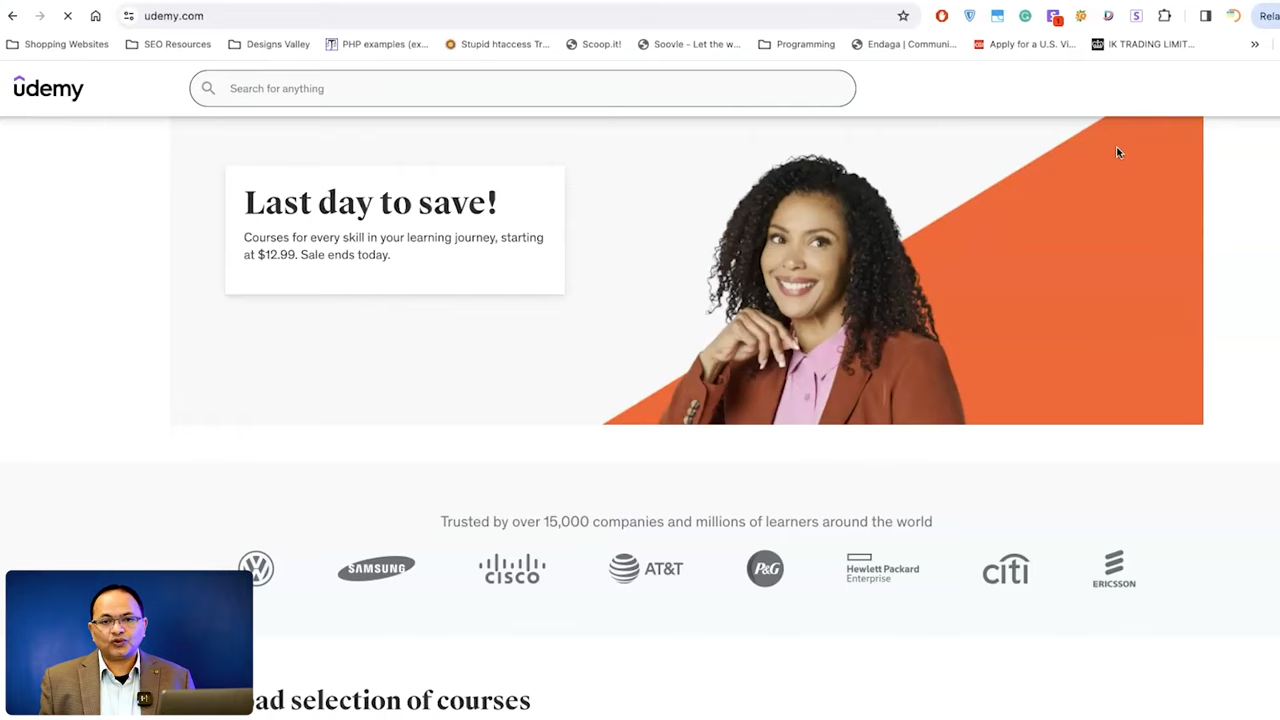 udemy.com
Rela
Shopping Websites
SEO Resources
Designs Valley
PHP examples (ex...
Stupid htaccess Tr...
Scoop.it!
Soovle - Let the w...
Programming
Endaga | Communi...
Apply for a U.S. Vi...
IK TRADING LIMIT...
»
ûdemy
Search for anything
Last day to save!
Courses for every skill in your learning journey, starting
at $12.99. Sale ends today.
Trusted by over 15,000 companies and millions of learners around the world
SAMSUNG
CISCO
AT&T
P&G
Hewlett Packard
Enterprise
citi
ERICSSON
ad selection of courses